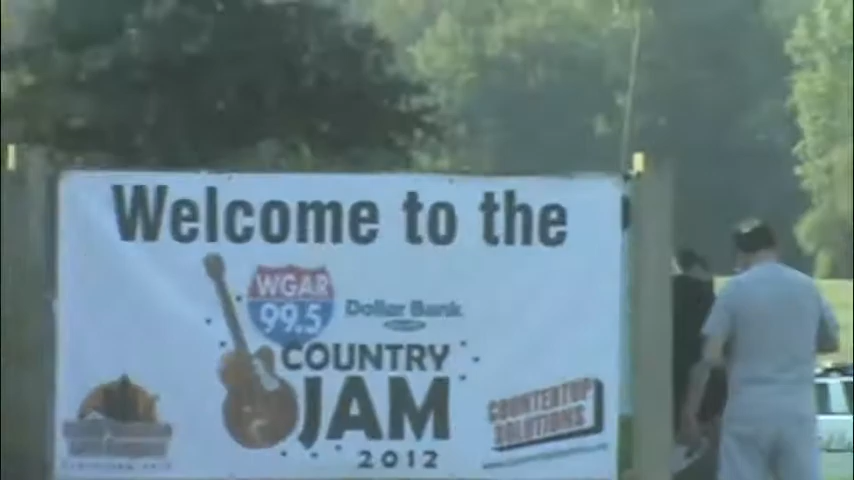 Welcome to the
WGAR
99.5
Dollar Bank
COUNTRY
JAM
2012
COUNTERTOP
SOLUTIONS